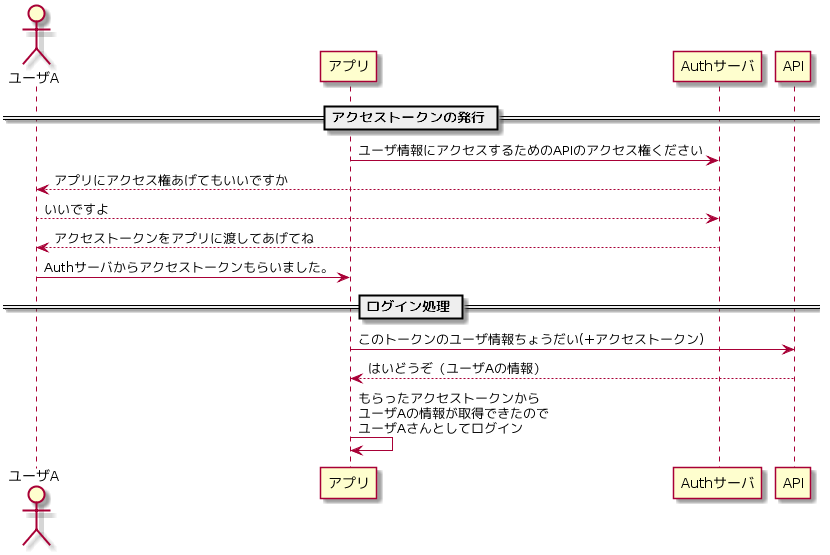 ユーザA
アプリ
Authサーバ
API
アクセストークンの発行
ユーザ情報にアクセスするためのAPIのアクセス権ください
アプリにアクセス権あげてもいいですか
いいですよ
アクセストークンをアプリに渡してあげてね
Authサーバからアクセストークンもらいました。
ログイン処理
このトークンのユーザ情報ちょうだい(+アクセストークン)
はいどうぞ（ユーザAの情報）
もらったアクセストークンから
ユーザAの情報が取得できたので
ユーザAさんとしてログイン
ユーザA
アプリ
Authサーバ
API